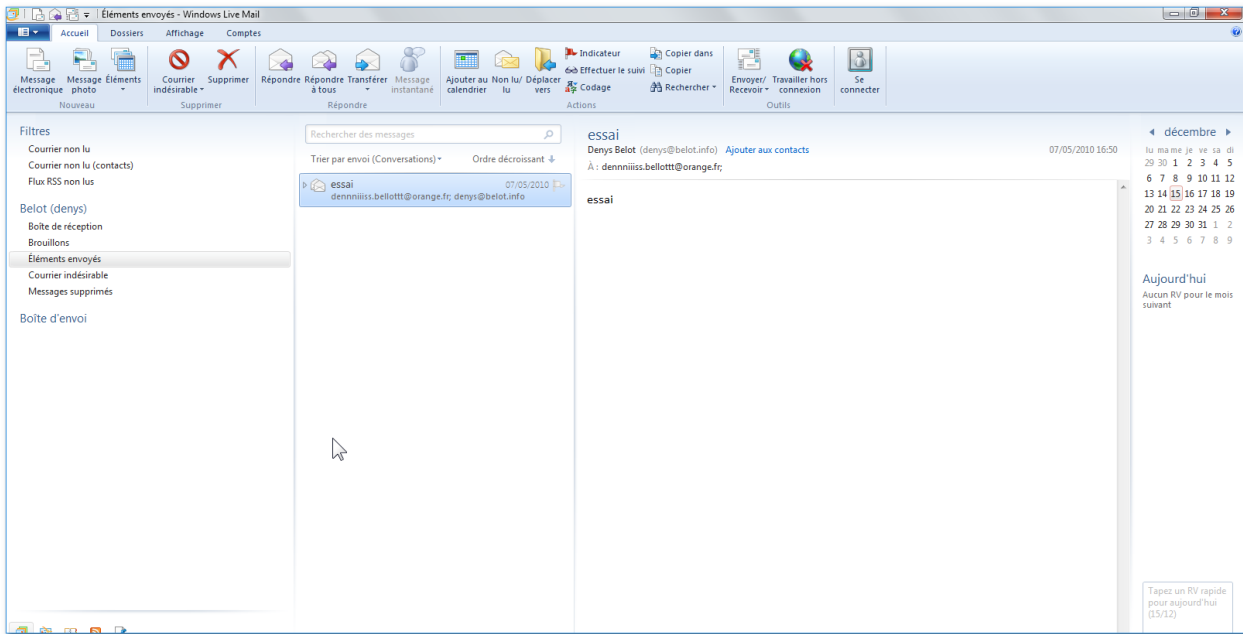 Éléments envoyés - Windows Live Mail
Accueil Dossiers Affichage Comptes
Message électronique
Message photo
Éléments
Nouveau
Courrier indésirable
Supprimer
Supprimer
Répondre
Répondre à tous
Transférer
Message instantané
Répondre
Ajouter au calendrier
Non lu/ lu
Déplacer vers
Indicateur
Effectuer le suivi
Codage
Copier dans
Copier
Rechercher
Actions
Envoyer/ Recevoir
Travailler hors connexion
Outils
Se connecter
Filtres
Courrier non lu
Courrier non lu (contacts)
Flux RSS non lus
Belot (denys)
Boîte de réception
Brouillons
Éléments envoyés
Courrier indésirable
Messages supprimés
Boîte d'envoi
Rechercher des messages
Trier par envoi (Conversations) Ordre décroissant
essai 07/05/2010
dennniiiss.bellottt@orange.fr; denys@belot.info
essai
Denys Belot (denys@belot.info) Ajouter aux contacts 07/05/2010 16:50
À : dennniiiss.bellottt@orange.fr;
essai
décembre
lu ma me je ve sa di
29 30 1 2 3 4 5
6 7 8 9 10 11 12
13 14 15 16 17 18 19
20 21 22 23 24 25 26
27 28 29 30 31 1 2
3 4 5 6 7 8 9
Aujourd'hui
Aucun RV pour le mois
suivant
Tapez un RV rapide
pour aujourd'hui
(15/12)